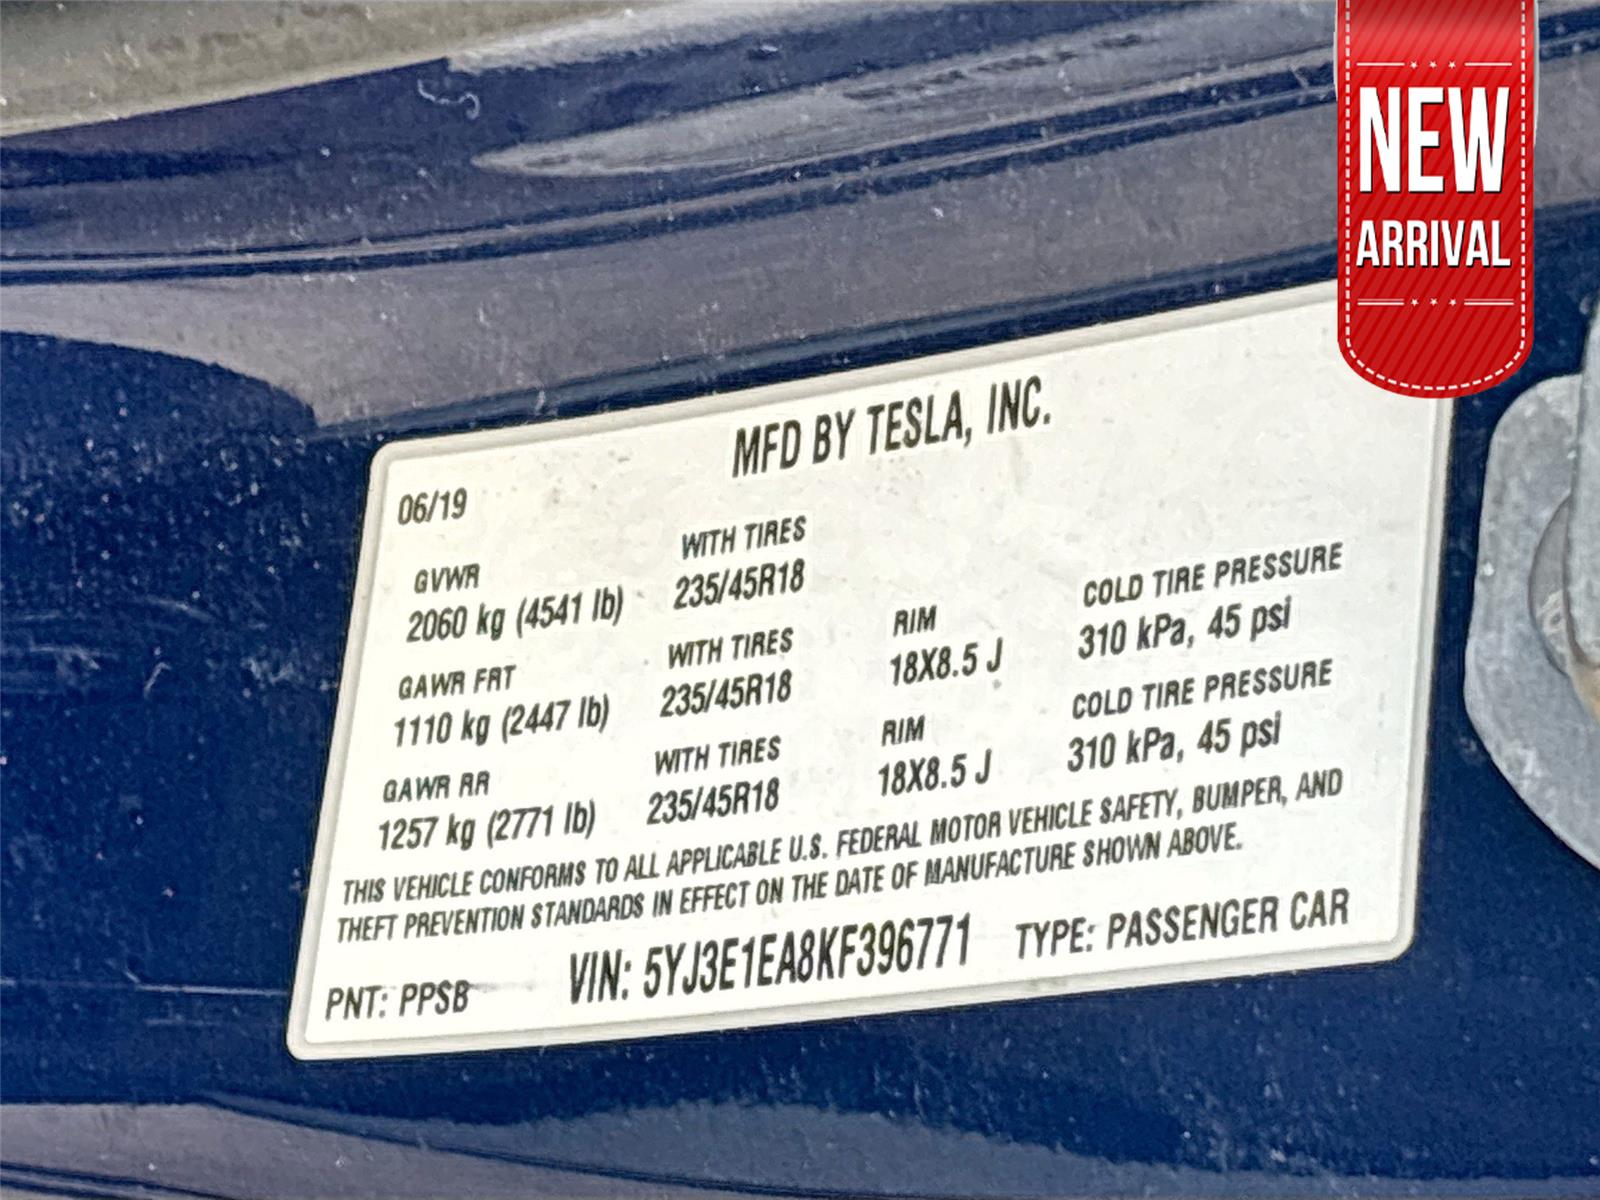 NEW
ARRIVAL
MFD BY TESLA, INC.
06/19
GVWR WITH TIRES
2060 kg (4541 lb) 235/45R18
GAWR FRT WITH TIRES RIM COLD TIRE PRESSURE
1110 kg (2447 lb) 235/45R18 18X8.5 J 310 kPa, 45 psi
GAWR RR WITH TIRES RIM COLD TIRE PRESSURE
1257 kg (2771 lb) 235/45R18 18X8.5 J 310 kPa, 45 psi
THIS VEHICLE CONFORMS TO ALL APPLICABLE U.S. FEDERAL MOTOR VEHICLE SAFETY, BUMPER, AND
THEFT PREVENTION STANDARDS IN EFFECT ON THE DATE OF MANUFACTURE SHOWN ABOVE.
PNT: PPSB VIN: 5YJ3E1EA8KF396771 TYPE: PASSENGER CAR